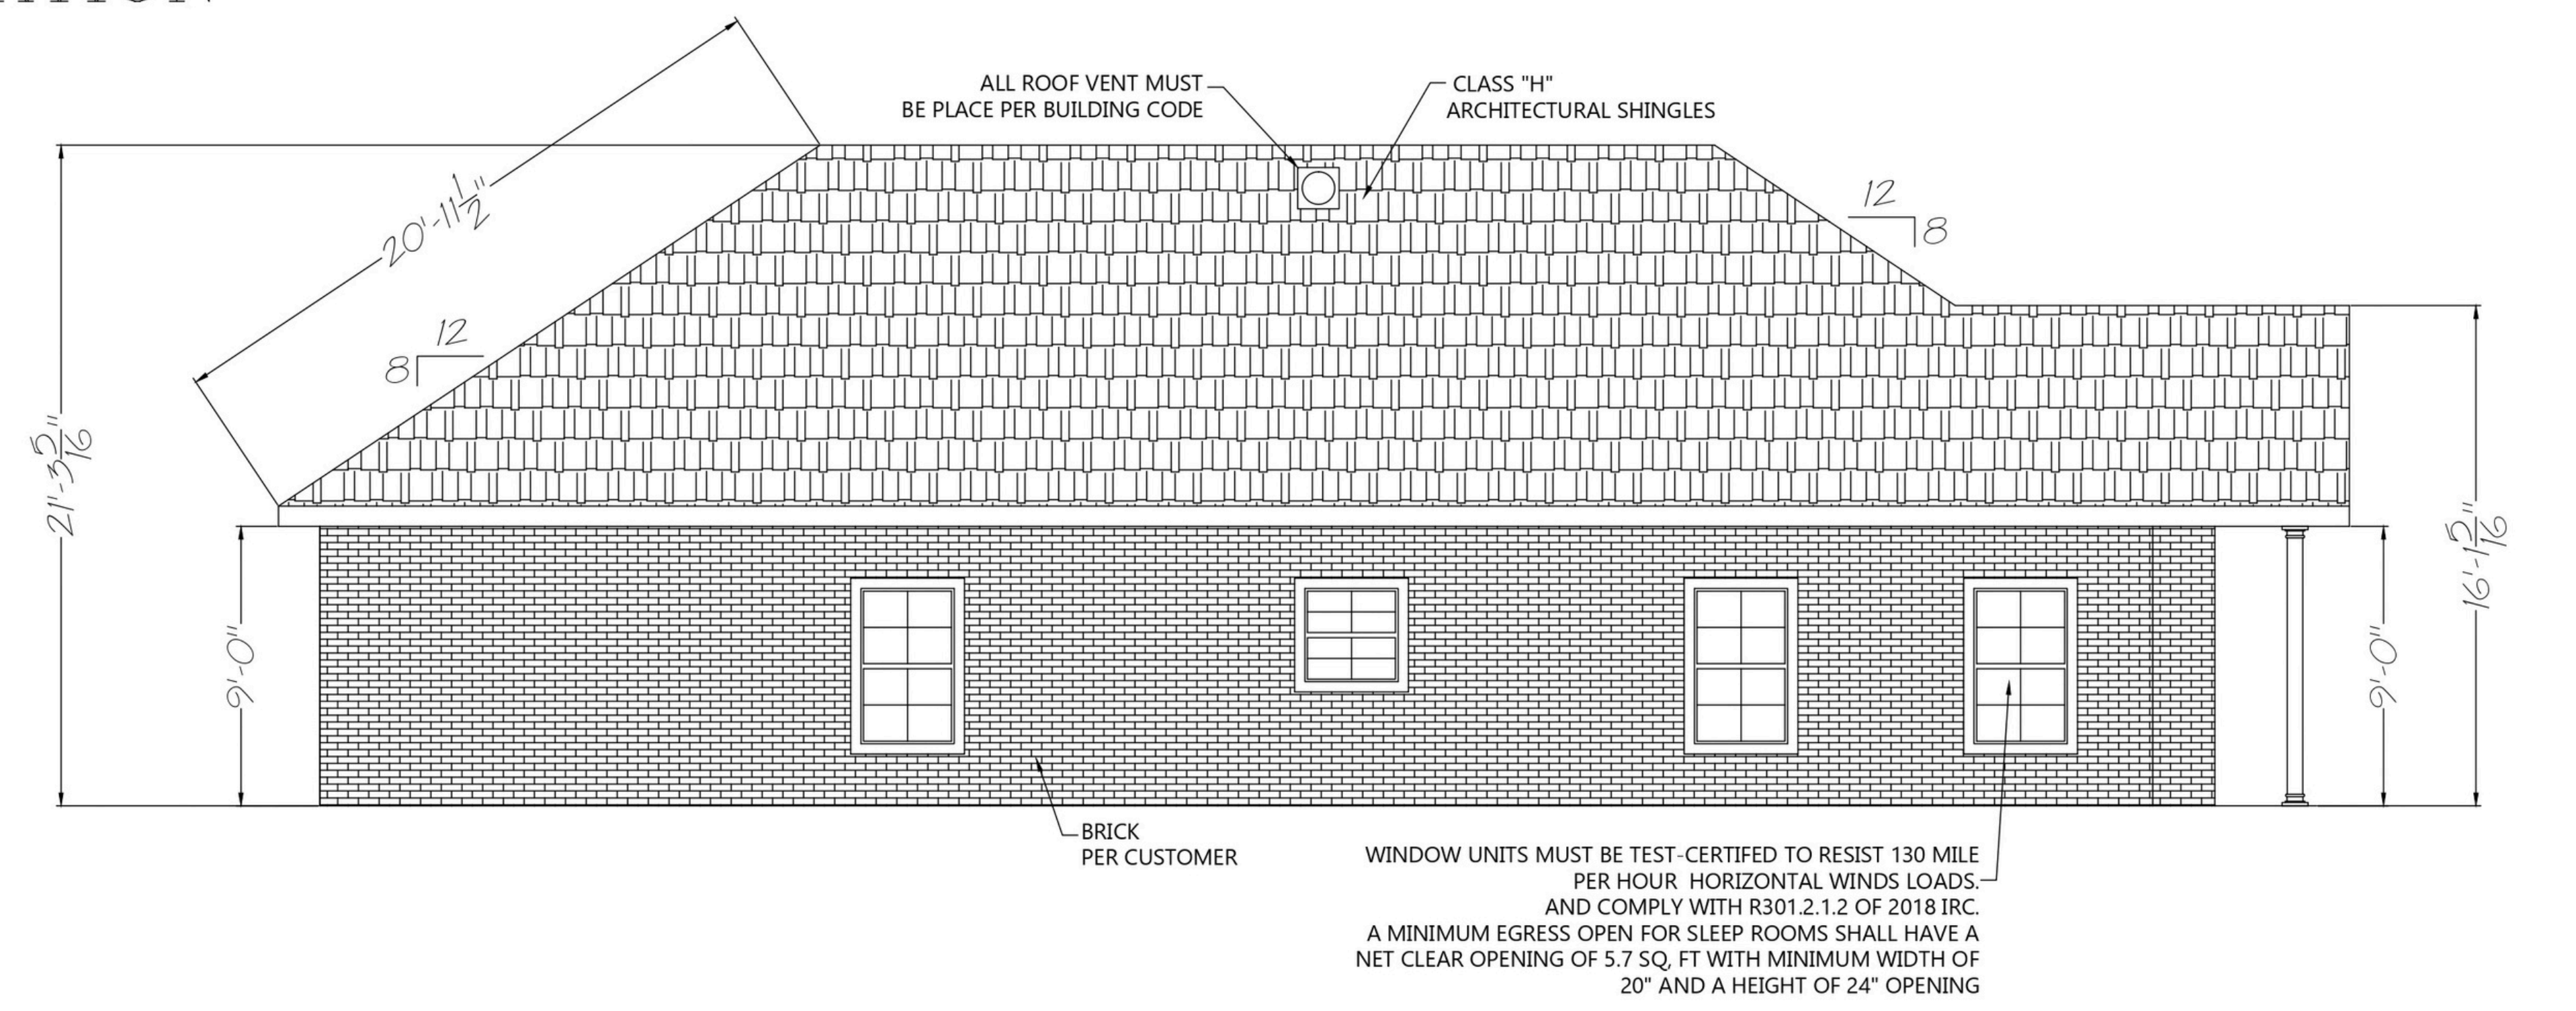 ALL ROOF VENT MUST
BE PLACE PER BUILDING CODE
CLASS "H"
ARCHITECTURAL SHINGLES
20'-11 1/2"
12
8
12
8
21'-3 5/16"
16'-1 5/16"
9'-0"
9'-0"
BRICK
PER CUSTOMER
WINDOW UNITS MUST BE TEST-CERTIFED TO RESIST 130 MILE
PER HOUR HORIZONTAL WINDS LOADS.
AND COMPLY WITH R301.2.1.2 OF 2018 IRC.
A MINIMUM EGRESS OPEN FOR SLEEP ROOMS SHALL HAVE A
NET CLEAR OPENING OF 5.7 SQ, FT WITH MINIMUM WIDTH OF
20" AND A HEIGHT OF 24" OPENING